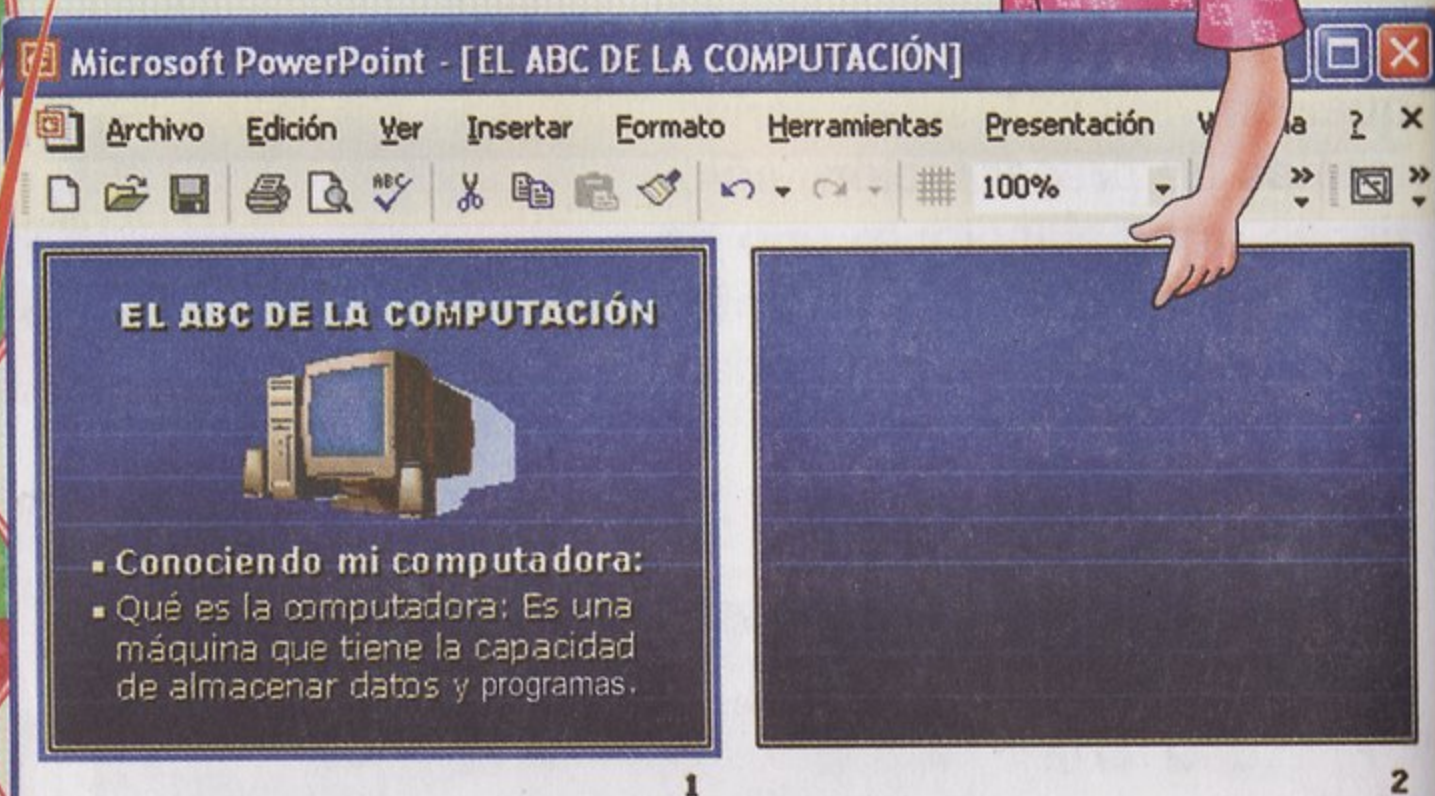 Microsoft PowerPoint - [EL ABC DE LA COMPUTACIÓN]
Archivo Edición Ver Insertar Formato Herramientas Presentación ?
ABC 100%
EL ABC DE LA COMPUTACIÓN
▪ Conociendo mi computadora:
▪ Qué es la computadora: Es una
máquina que tiene la capacidad
de almacenar datos y programas.
1
2